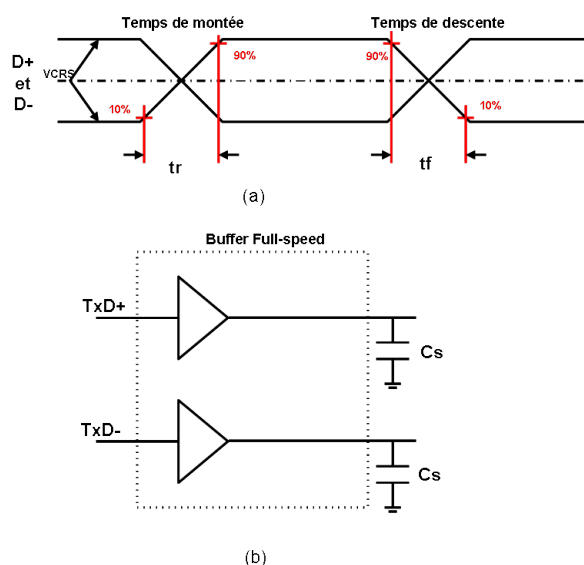 Temps de montée
Temps de descente
90%
90%
D+
et
D-
VCRS
10%
10%
tr
tf
(a)
Buffer Full-speed
TxD+
Cs
TxD-
Cs
(b)